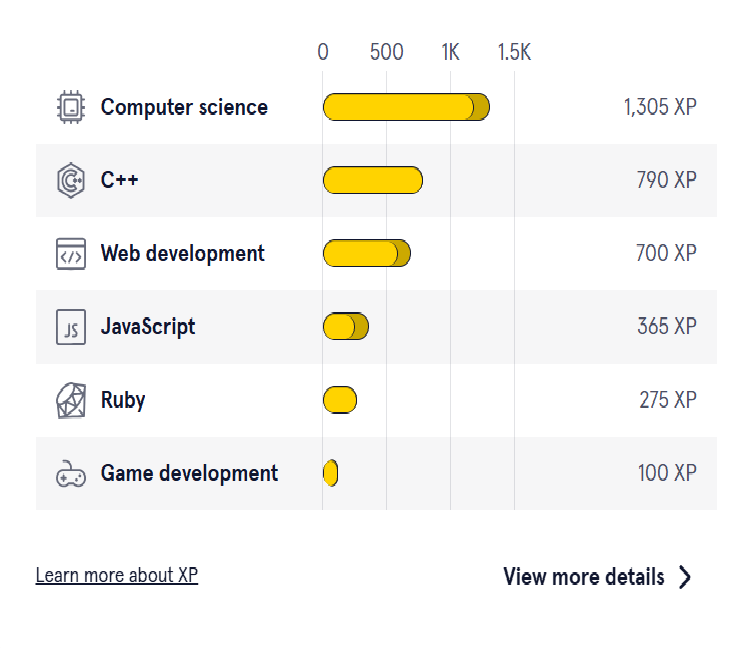 0 500 1K 1.5K
Computer science 1,305 XP
C++ 790 XP
Web development 700 XP
JS JavaScript 365 XP
Ruby 275 XP
Game development 100 XP
Learn more about XP View more details